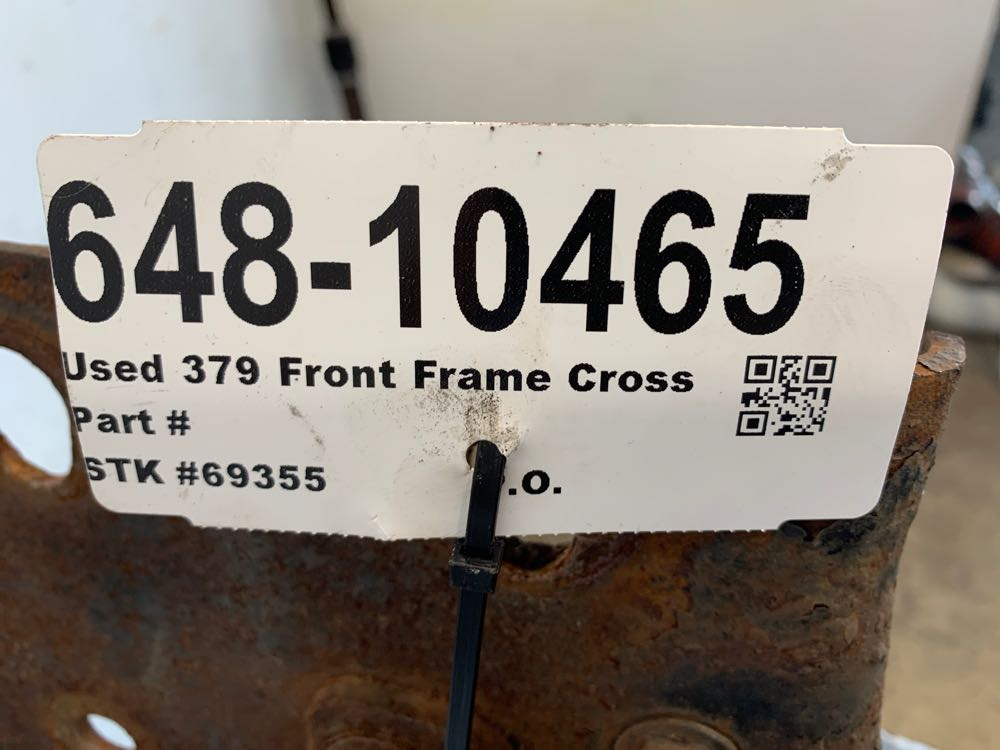 648-10465
Used 379 Front Frame Cross
Part #
STK #69355
.o.